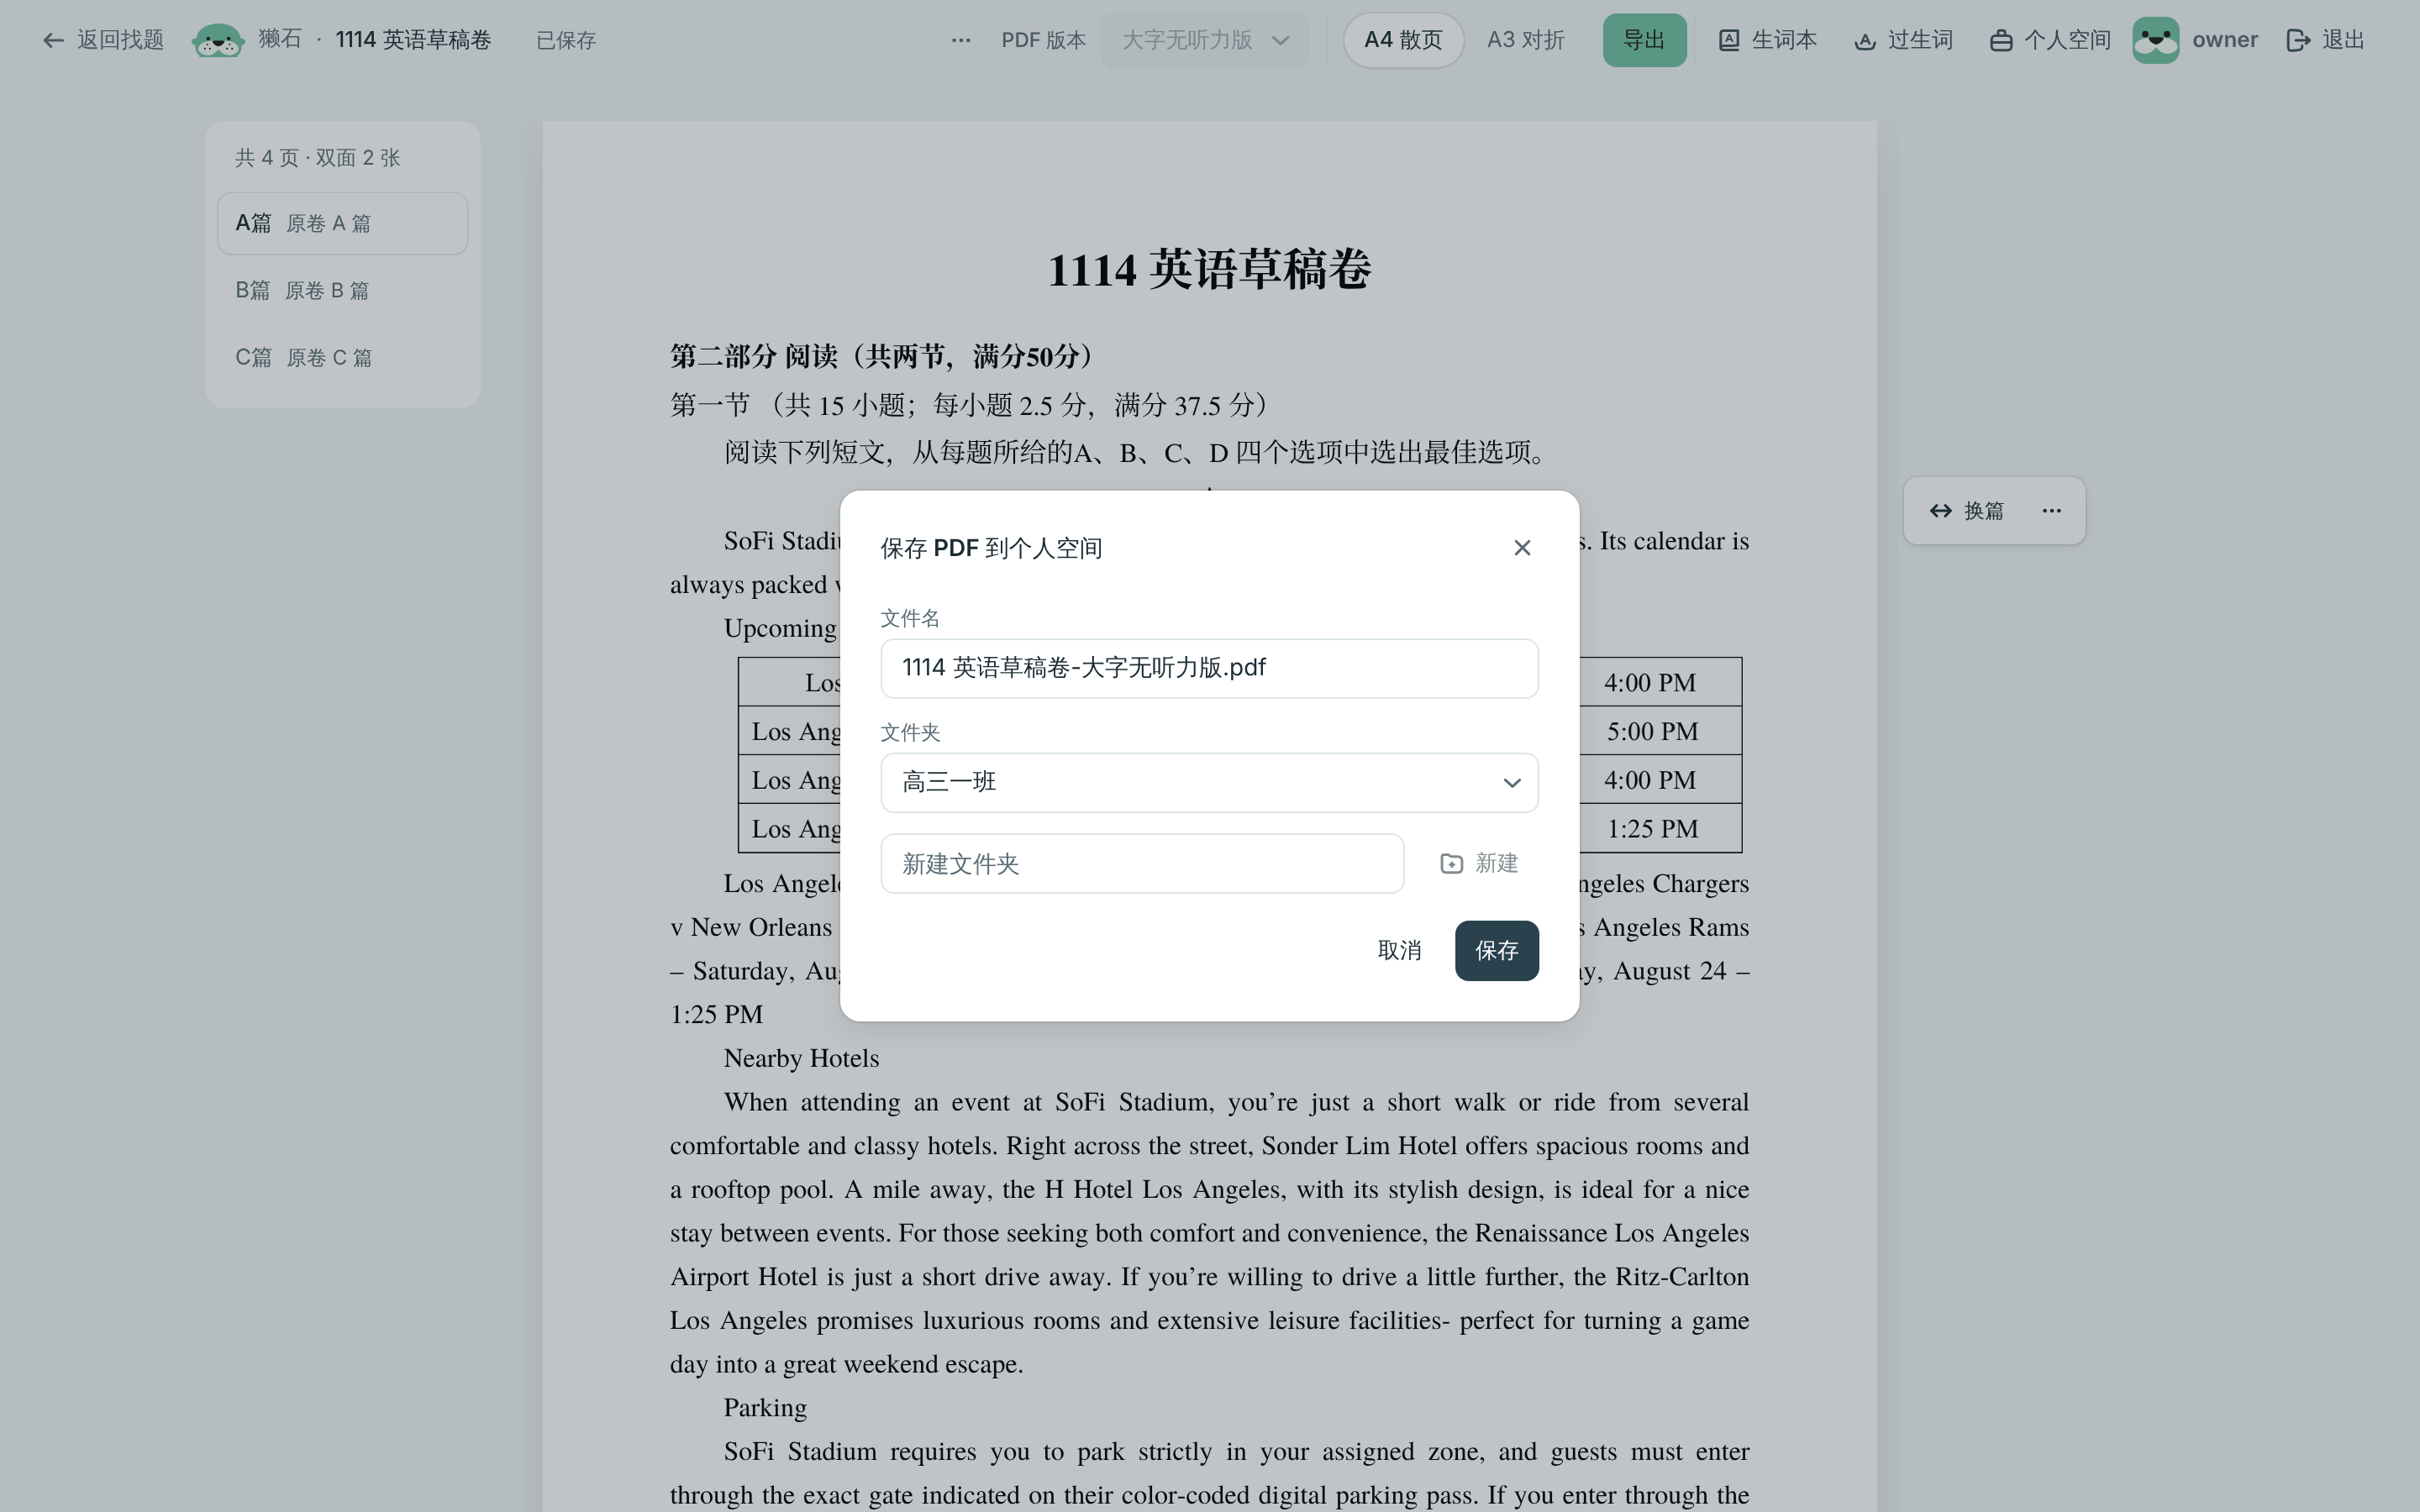 返回找题 獭石 · 1114 英语草稿卷 已保存 ··· PDF 版本 大字无听力版 A4 散页 A3 对折 导出 生词本 过生词 个人空间 owner 退出
共 4 页 · 双面 2 张
A篇 原卷 A 篇
B篇 原卷 B 篇
C篇 原卷 C 篇
1114 英语草稿卷
第二部分 阅读（共两节，满分50分）
第一节 （共 15 小题；每小题 2.5 分，满分 37.5 分）
阅读下列短文，从每题所给的A、B、C、D 四个选项中选出最佳选项。
换篇 ···
SoFi Stadi s. Its calendar is
always packed
Upcoming
Los 4:00 PM
Los Ang 5:00 PM
Los Ang 4:00 PM
Los Ang 1:25 PM
Los Angel ngeles Chargers
v New Orleans s Angeles Rams
– Saturday, Au y, August 24 –
1:25 PM
保存 PDF 到个人空间
文件名
1114 英语草稿卷-大字无听力版.pdf
文件夹
高三一班
新建文件夹 新建
取消 保存
Nearby Hotels
When attending an event at SoFi Stadium, you’re just a short walk or ride from several
comfortable and classy hotels. Right across the street, Sonder Lim Hotel offers spacious rooms and
a rooftop pool. A mile away, the H Hotel Los Angeles, with its stylish design, is ideal for a nice
stay between events. For those seeking both comfort and convenience, the Renaissance Los Angeles
Airport Hotel is just a short drive away. If you’re willing to drive a little further, the Ritz-Carlton
Los Angeles promises luxurious rooms and extensive leisure facilities- perfect for turning a game
day into a great weekend escape.
Parking
SoFi Stadium requires you to park strictly in your assigned zone, and guests must enter
through the exact gate indicated on their color-coded digital parking pass. If you enter through the